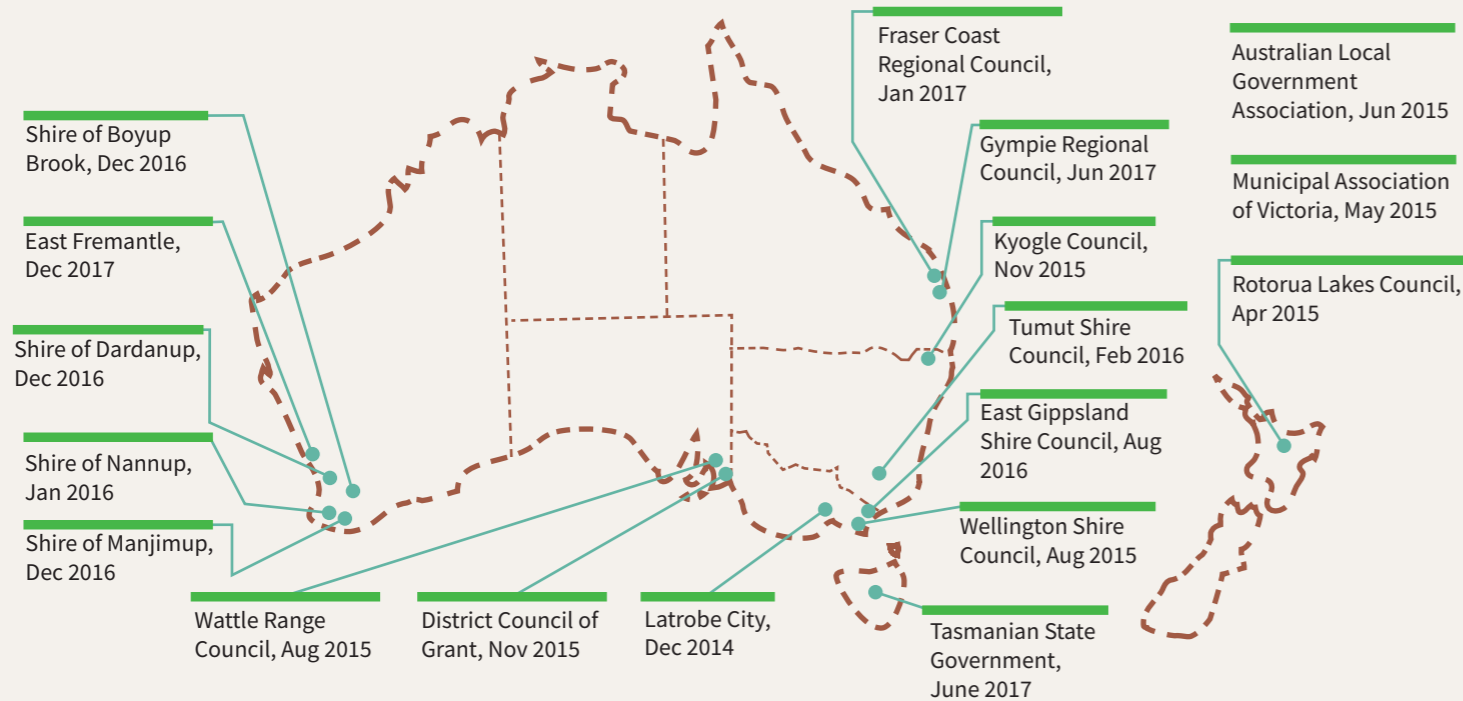 Shire of Boyup
Brook, Dec 2016
East Fremantle,
Dec 2017
Shire of Dardanup,
Dec 2016
Shire of Nannup,
Jan 2016
Shire of Manjimup,
Dec 2016
Wattle Range
Council, Aug 2015
District Council of
Grant, Nov 2015
Latrobe City,
Dec 2014
Fraser Coast
Regional Council,
Jan 2017
Gympie Regional
Council, Jun 2017
Kyogle Council,
Nov 2015
Tumut Shire
Council, Feb 2016
East Gippsland
Shire Council, Aug
2016
Wellington Shire
Council, Aug 2015
Tasmanian State
Government,
June 2017
Australian Local
Government
Association, Jun 2015
Municipal Association
of Victoria, May 2015
Rotorua Lakes Council,
Apr 2015